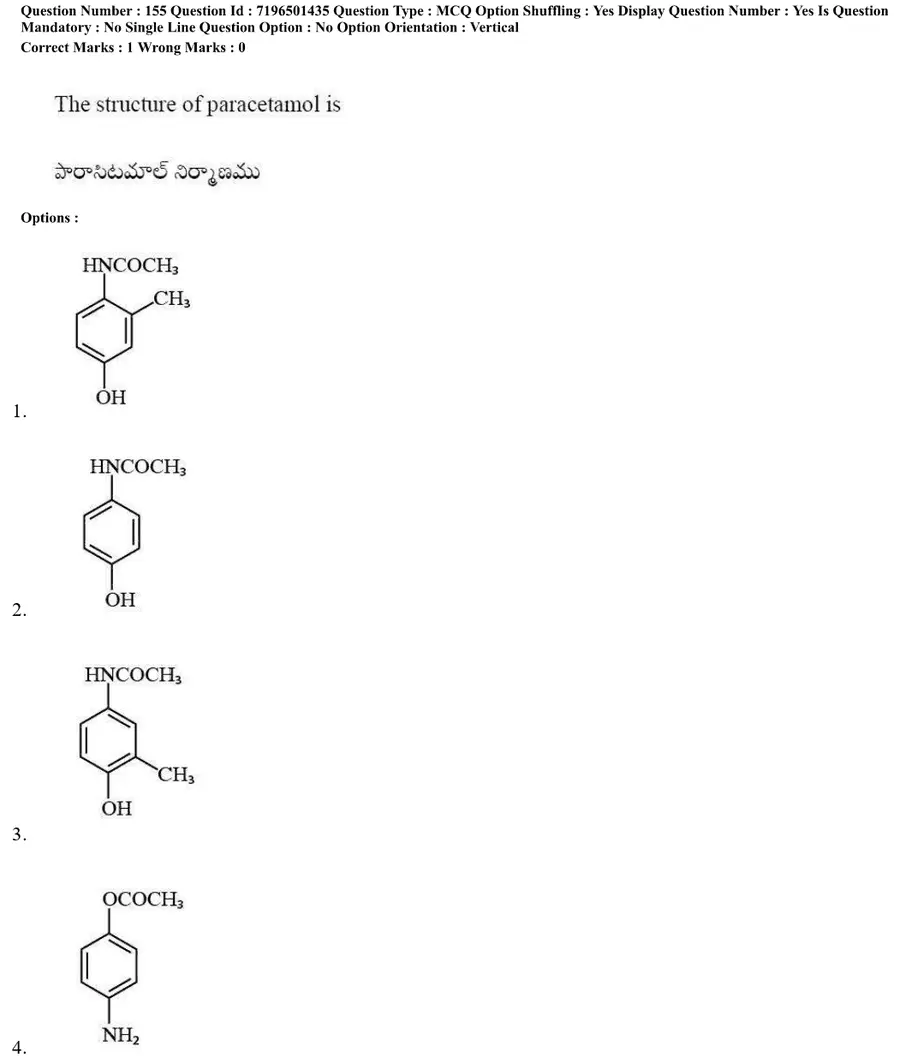 Question Number : 155 Question Id : 7196501435 Question Type : MCQ Option Shuffling : Yes Display Question Number : Yes Is Question
Mandatory : No Single Line Question Option : No Option Orientation : Vertical
Correct Marks : 1 Wrong Marks : 0
The structure of paracetamol is
పారాసిటమాల్ నిర్మాణము
Options :
HNCOCH₃
CH₃
OH
1.
HNCOCH₃
OH
2.
HNCOCH₃
CH₃
OH
3.
OCOCH₃
NH₂
4.